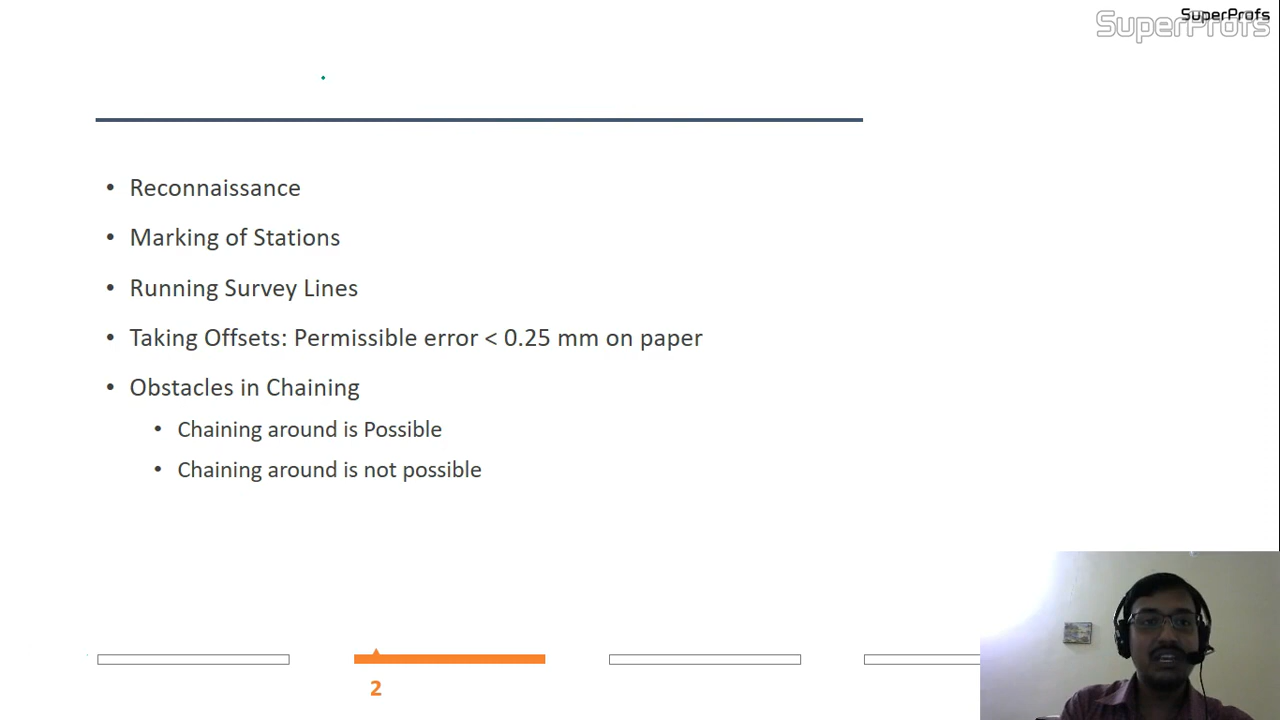 SuperProfs
SuperProfs
• Reconnaissance
• Marking of Stations
• Running Survey Lines
• Taking Offsets: Permissible error < 0.25 mm on paper
• Obstacles in Chaining
• Chaining around is Possible
• Chaining around is not possible
2